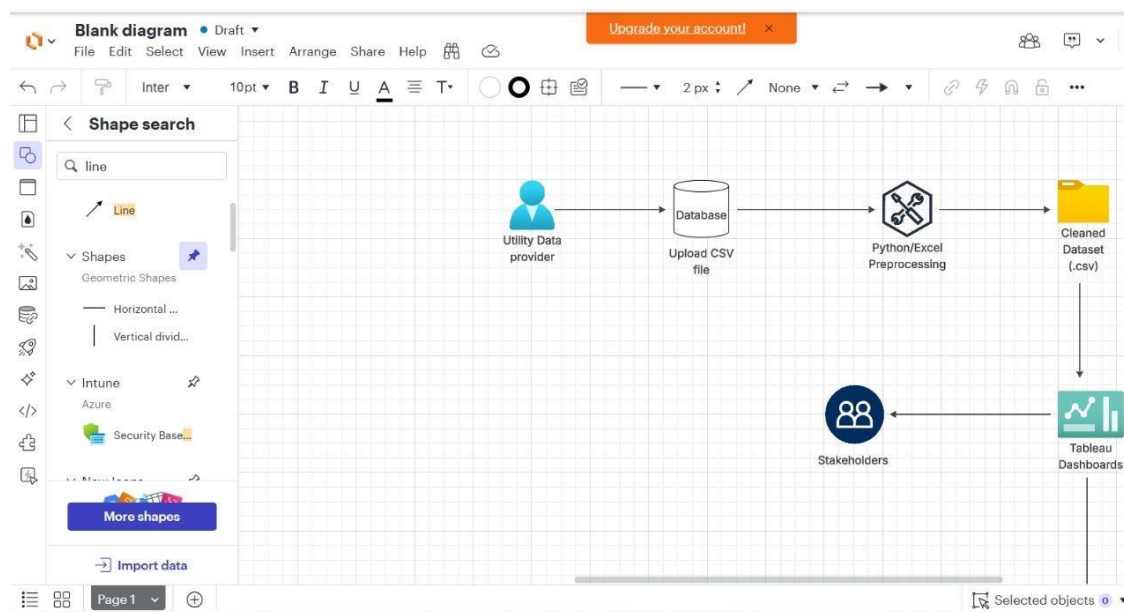 Blank diagram • Draft ▼
Upgrade your account! ×
File Edit Select View Insert Arrange Share Help
Inter ▼ 10pt ▼ B I U A T▾ 2 px None ▼
Shape search
line
Line
Shapes
Geometric Shapes
Horizontal ...
Vertical divid...
Intune
Azure
Security Base...
More shapes
Import data
Page 1
Utility Data
provider
Database
Upload CSV
file
Python/Excel
Preprocessing
Cleaned
Dataset
(.csv)
Tableau
Dashboards
Stakeholders
Selected objects 0